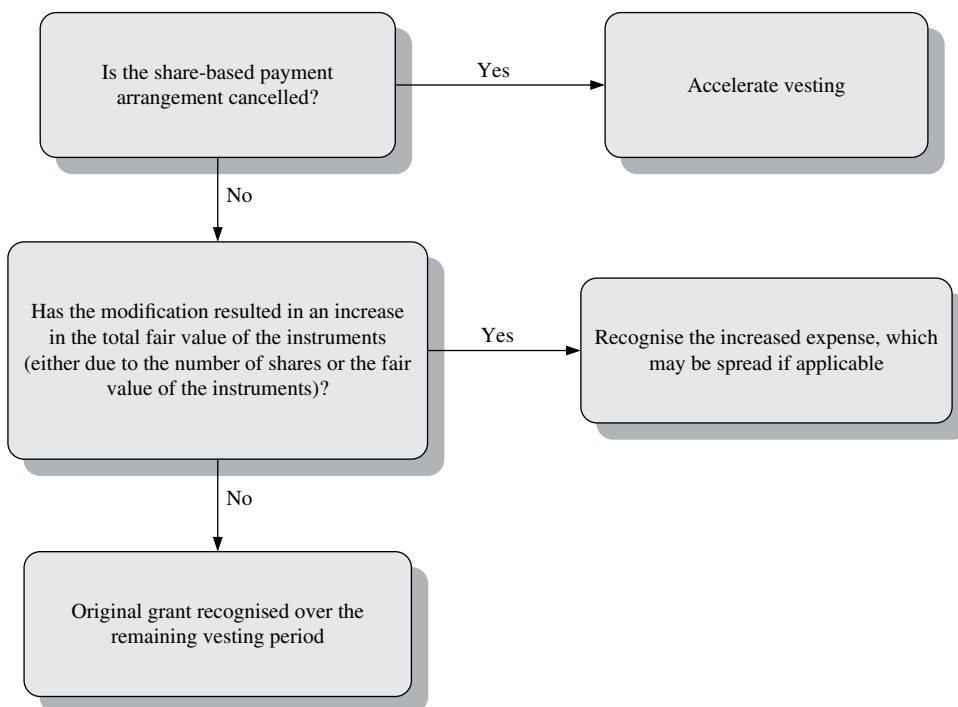 Is the share-based payment
arrangement cancelled?
Yes
Accelerate vesting
No
Has the modification resulted in an increase
in the total fair value of the instruments
(either due to the number of shares or the fair
value of the instruments)?
Yes
Recognise the increased expense, which
may be spread if applicable
No
Original grant recognised over the
remaining vesting period